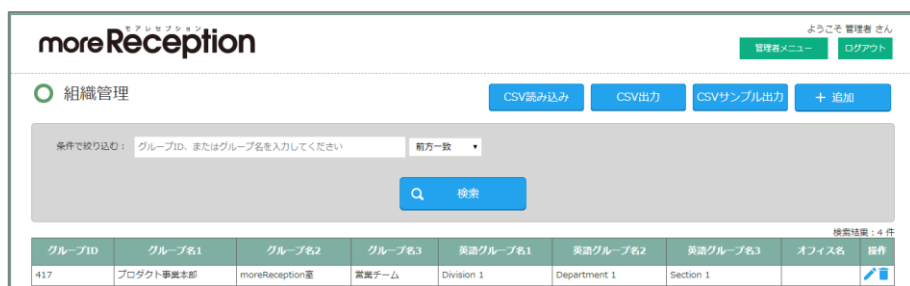 モアレセプション
moreReception
ようこそ 管理者 さん
管理者メニュー ログアウト
組織管理
CSV読み込み CSV出力 CSVサンプル出力 + 追加
条件で絞り込む： グループID、またはグループ名を入力してください 前方一致
検索
検索結果：4 件
グループID グループ名1 グループ名2 グループ名3 英語グループ名1 英語グループ名2 英語グループ名3 オフィス名 操作
417 プロダクト事業本部 moreReception室 営業チーム Division 1 Department 1 Section 1